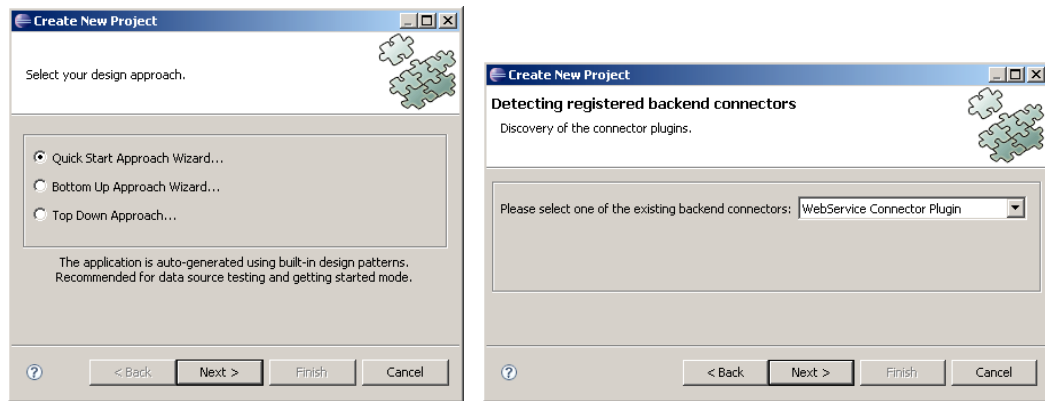 Create New Project
Select your design approach.
Quick Start Approach Wizard...
Bottom Up Approach Wizard...
Top Down Approach...
The application is auto-generated using built-in design patterns.
Recommended for data source testing and getting started mode.
? < Back Next > Finish Cancel
Create New Project
Detecting registered backend connectors
Discovery of the connector plugins.
Please select one of the existing backend connectors: WebService Connector Plugin
? < Back Next > Finish Cancel